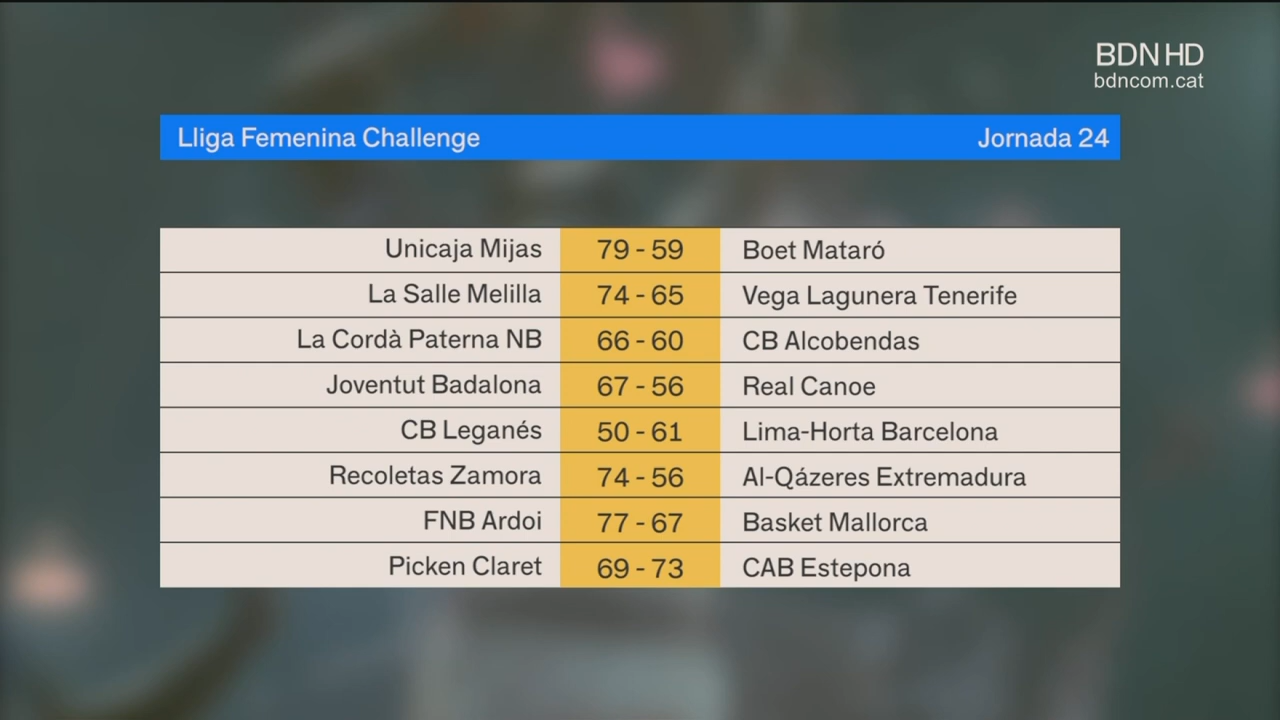 BDN HD
bdncom.cat
Lliga Femenina Challenge Jornada 24
Unicaja Mijas 79 - 59 Boet Mataró
La Salle Melilla 74 - 65 Vega Lagunera Tenerife
La Cordà Paterna NB 66 - 60 CB Alcobendas
Joventut Badalona 67 - 56 Real Canoe
CB Leganés 50 - 61 Lima-Horta Barcelona
Recoletas Zamora 74 - 56 Al-Qázeres Extremadura
FNB Ardoi 77 - 67 Basket Mallorca
Picken Claret 69 - 73 CAB Estepona